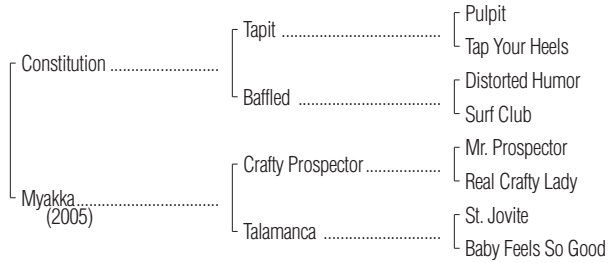 Pulpit
Tapit
Tap Your Heels
Constitution
Distorted Humor
Baffled
Surf Club
Mr. Prospector
Crafty Prospector
Real Crafty Lady
Myakka
(2005)
St. Jovite
Talamanca
Baby Feels So Good